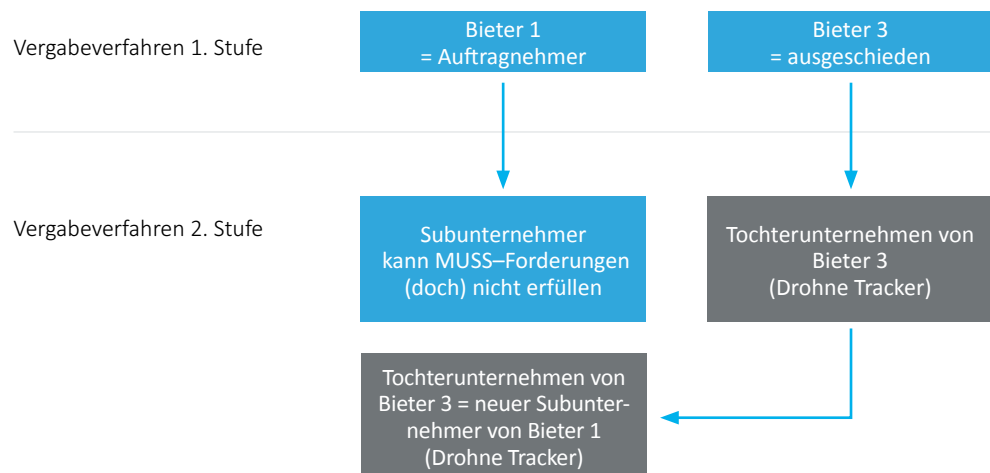 Vergabeverfahren 1. Stufe
Bieter 1
= Auftragnehmer
Bieter 3
= ausgeschieden
Vergabeverfahren 2. Stufe
Subunternehmer
kann MUSS–Forderungen
(doch) nicht erfüllen
Tochterunternehmen von
Bieter 3
(Drohne Tracker)
Tochterunternehmen von
Bieter 3 = neuer Subunter-
nehmer von Bieter 1
(Drohne Tracker)